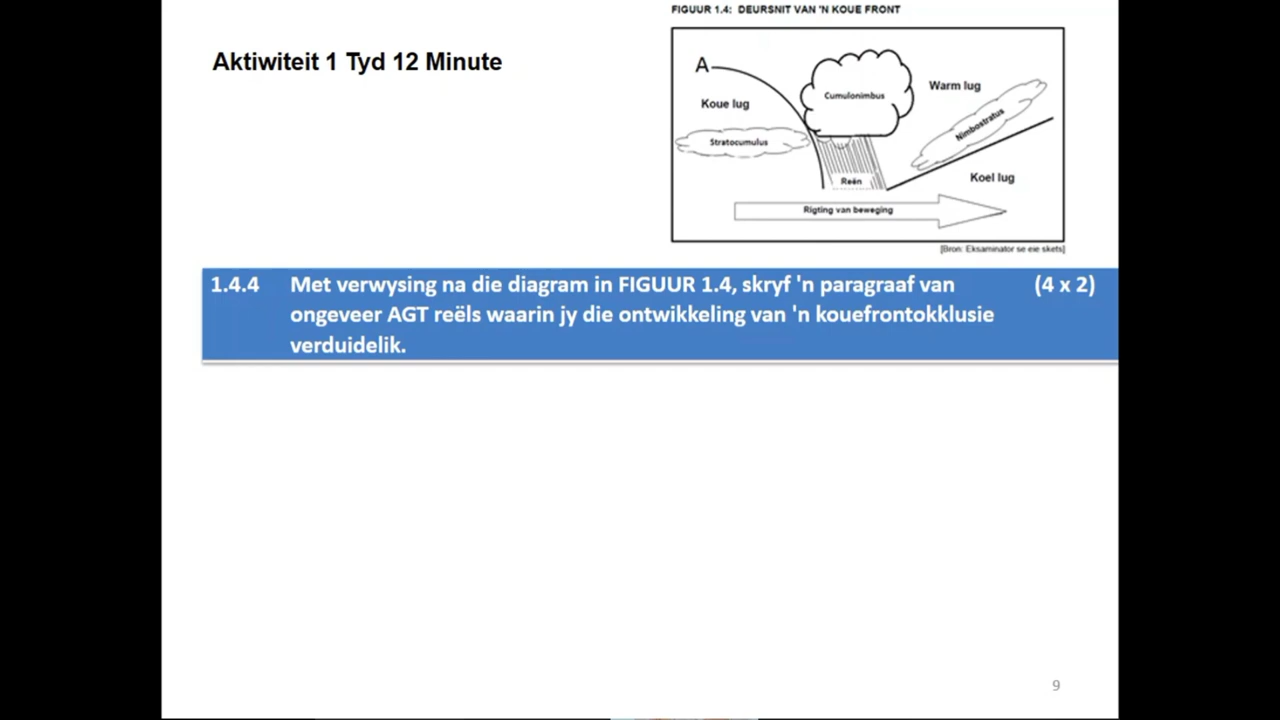 FIGUUR 1.4: DEURSNIT VAN 'N KOUE FRONT
Aktiwiteit 1 Tyd 12 Minute
A
Koue lug
Cumulonimbus
Warm lug
Stratocumulus
Nimbostratus
Reën
Koel lug
Rigting van beweging
[Bron: Eksaminator se eie skets]
1.4.4 Met verwysing na die diagram in FIGUUR 1.4, skryf 'n paragraaf van (4 x 2)
ongeveer AGT reëls waarin jy die ontwikkeling van 'n kouefrontokklusie
verduidelik.
9